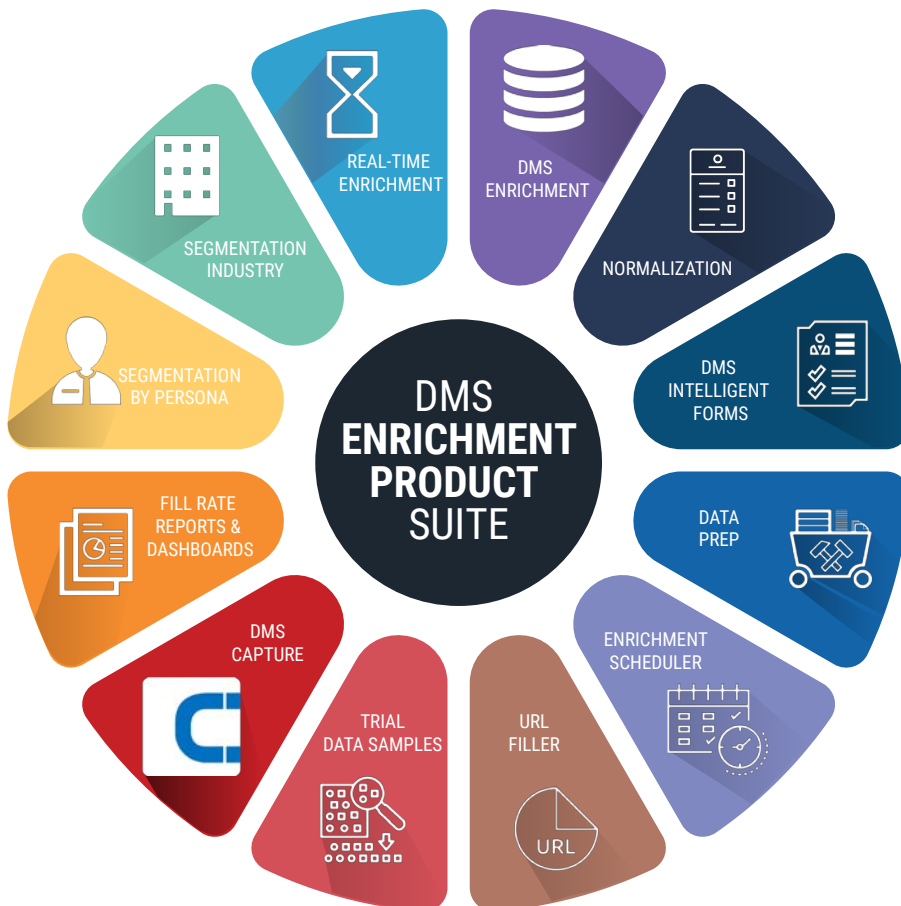 DMS
ENRICHMENT
PRODUCT
SUITE
DMS
ENRICHMENT
NORMALIZATION
DMS
INTELLIGENT
FORMS
DATA
PREP
ENRICHMENT
SCHEDULER
URL
FILLER
URL
TRIAL
DATA SAMPLES
DMS
CAPTURE
FILL RATE
REPORTS &
DASHBOARDS
SEGMENTATION
BY PERSONA
SEGMENTATION
INDUSTRY
REAL-TIME
ENRICHMENT